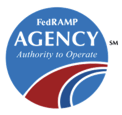 FedRAMP
AGENCY
SM
Authority to Operate